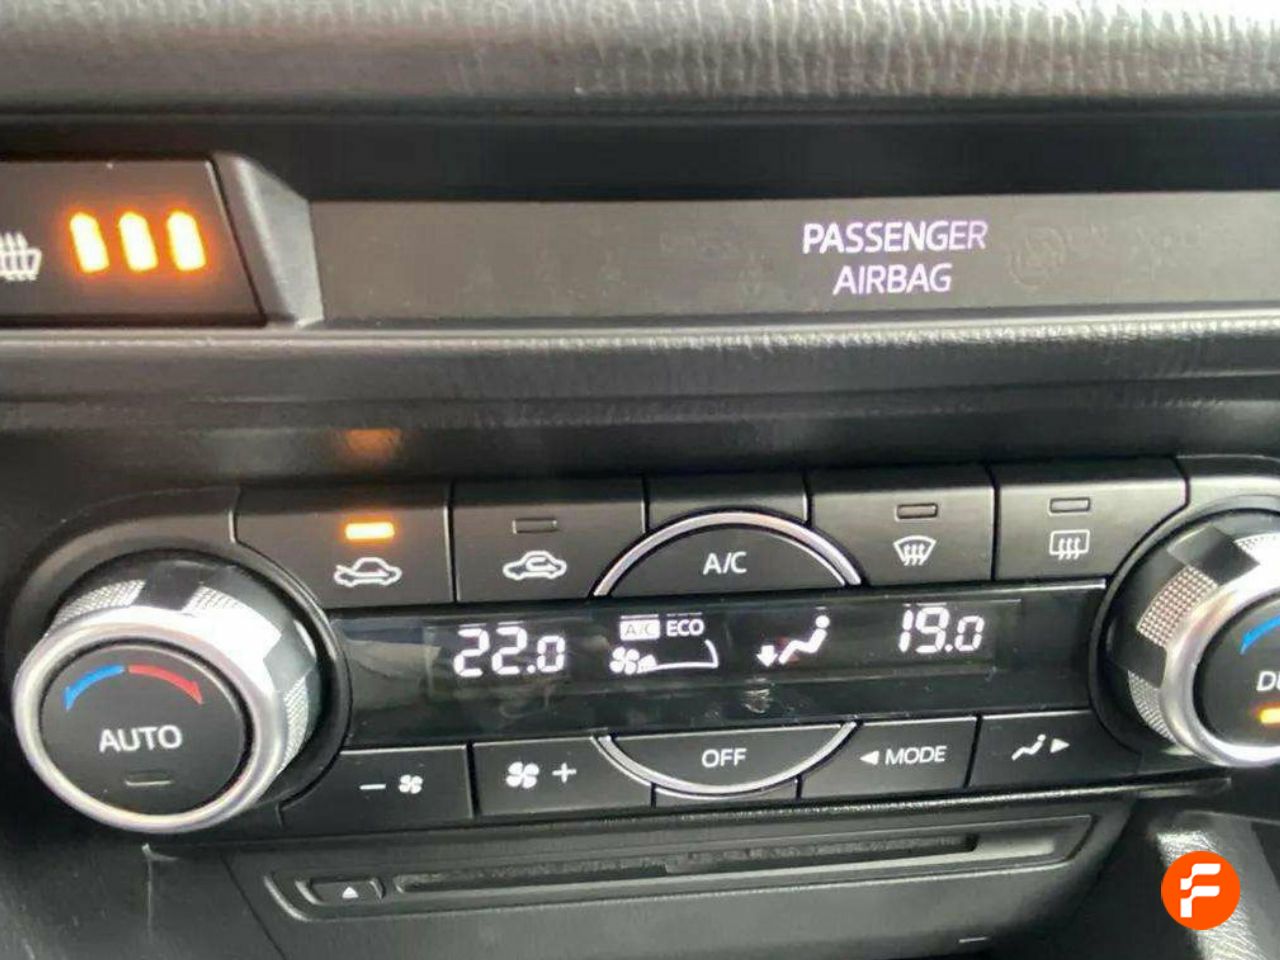 PASSENGER
AIRBAG
A/C
22.0
A/C ECO
19.0
AUTO
OFF
MODE